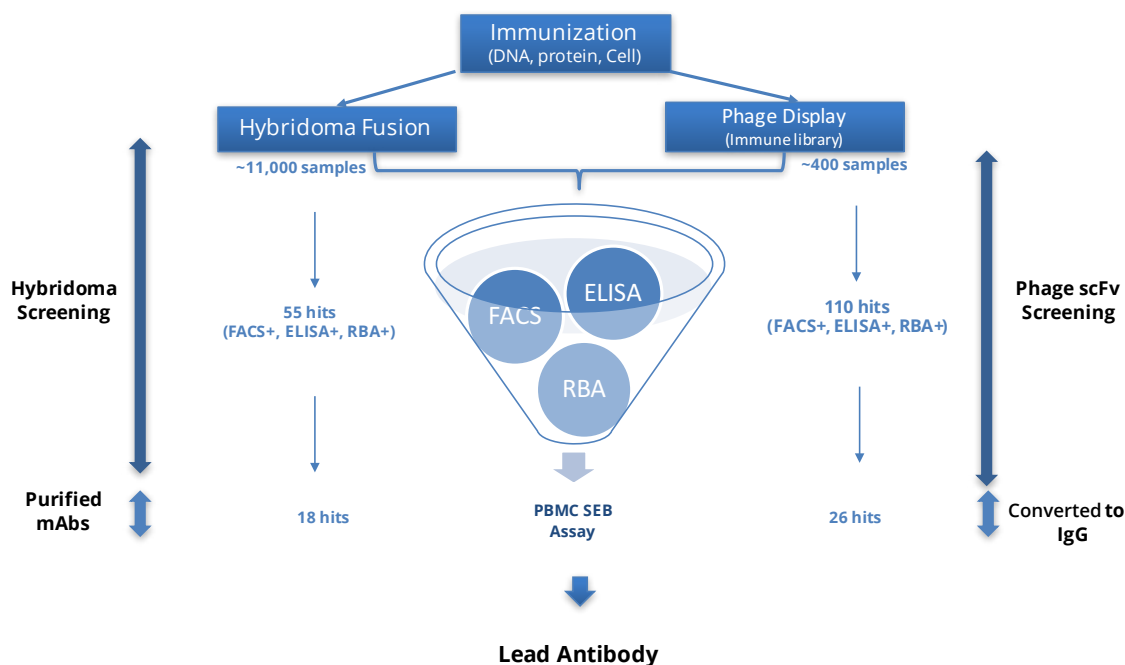 Immunization
(DNA, protein, Cell)
Hybridoma Fusion
Phage Display
(Immune library)
~11,000 samples
~400 samples
Hybridoma
Screening
55 hits
(FACS+, ELISA+, RBA+)
FACS
ELISA
RBA
110 hits
(FACS+, ELISA+, RBA+)
Phage scFv
Screening
Purified
mAbs
18 hits
PBMC SEB
Assay
26 hits
Converted to
IgG
Lead Antibody